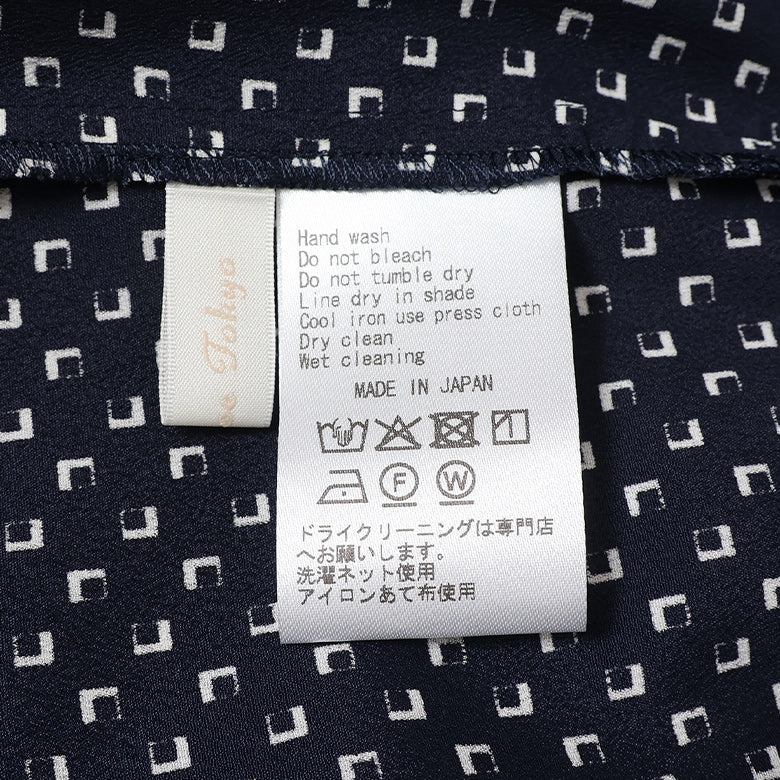 Tokyo
Hand wash
Do not bleach
Do not tumble dry
Line dry in shade
Cool iron use press cloth
Dry clean
Wet cleaning
MADE IN JAPAN
F W
ドライクリーニングは専門店
へお願いします。
洗濯ネット使用
アイロンあて布使用